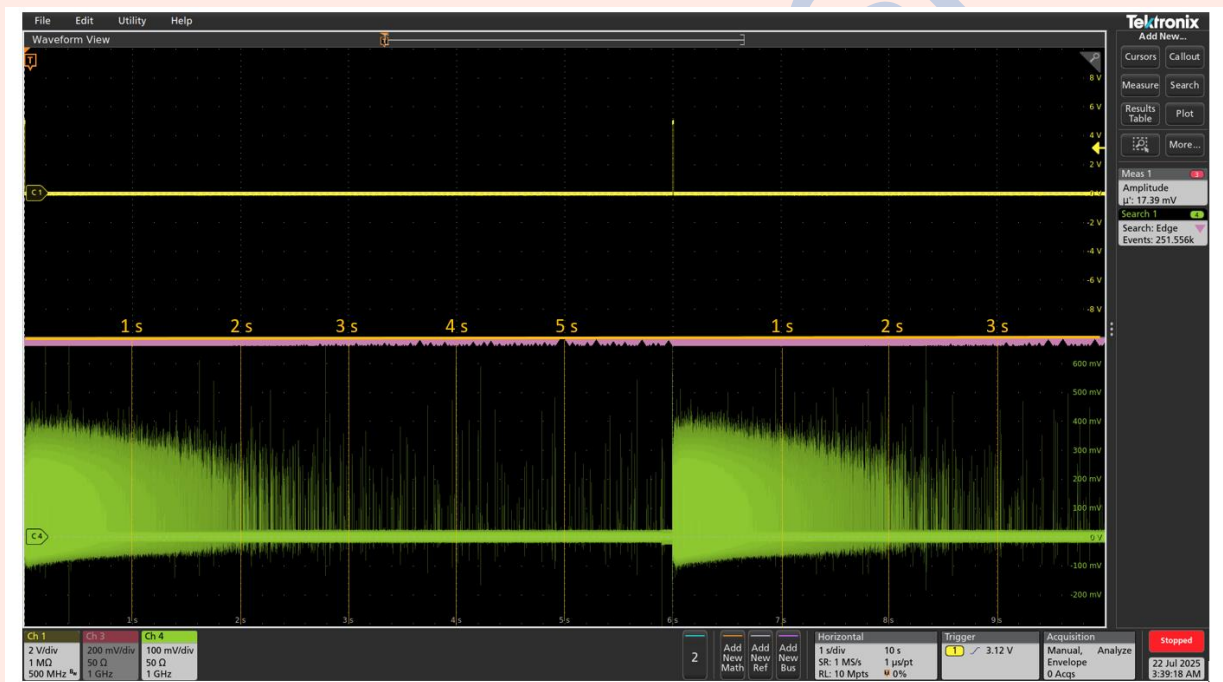 File Edit Utility Help
Tektronix
Add New...
Waveform View
T
T
Cursors Callout
Measure Search
Results Table Plot
More...
8 V
6 V
4 V
2 V
C 1
-2 V
-4 V
-6 V
-8 V
Meas 1 3
Amplitude
µ': 17.39 mV
Search 1 4
Search: Edge
Events: 251.556k
1 s 2 s 3 s 4 s 5 s 1 s 2 s 3 s
600 mV
500 mV
400 mV
300 mV
200 mV
100 mV
C 4
0 V
-100 mV
-200 mV
1 s 2 s 3 s 4 s 5 s 6 s 7 s 8 s 9 s
Ch 1
2 V/div
1 MΩ
500 MHz Bw
Ch 3
200 mV/div
50 Ω
1 GHz
Ch 4
100 mV/div
50 Ω
1 GHz
2
Add New Math
Add New Ref
Add New Bus
Horizontal
1 s/div 10 s
SR: 1 MS/s 1 µs/pt
RL: 10 Mpts 0%
Trigger
1 3.12 V
Acquisition
Manual, Analyze
Envelope
0 Acqs
Stopped
22 Jul 2025
3:39:18 AM